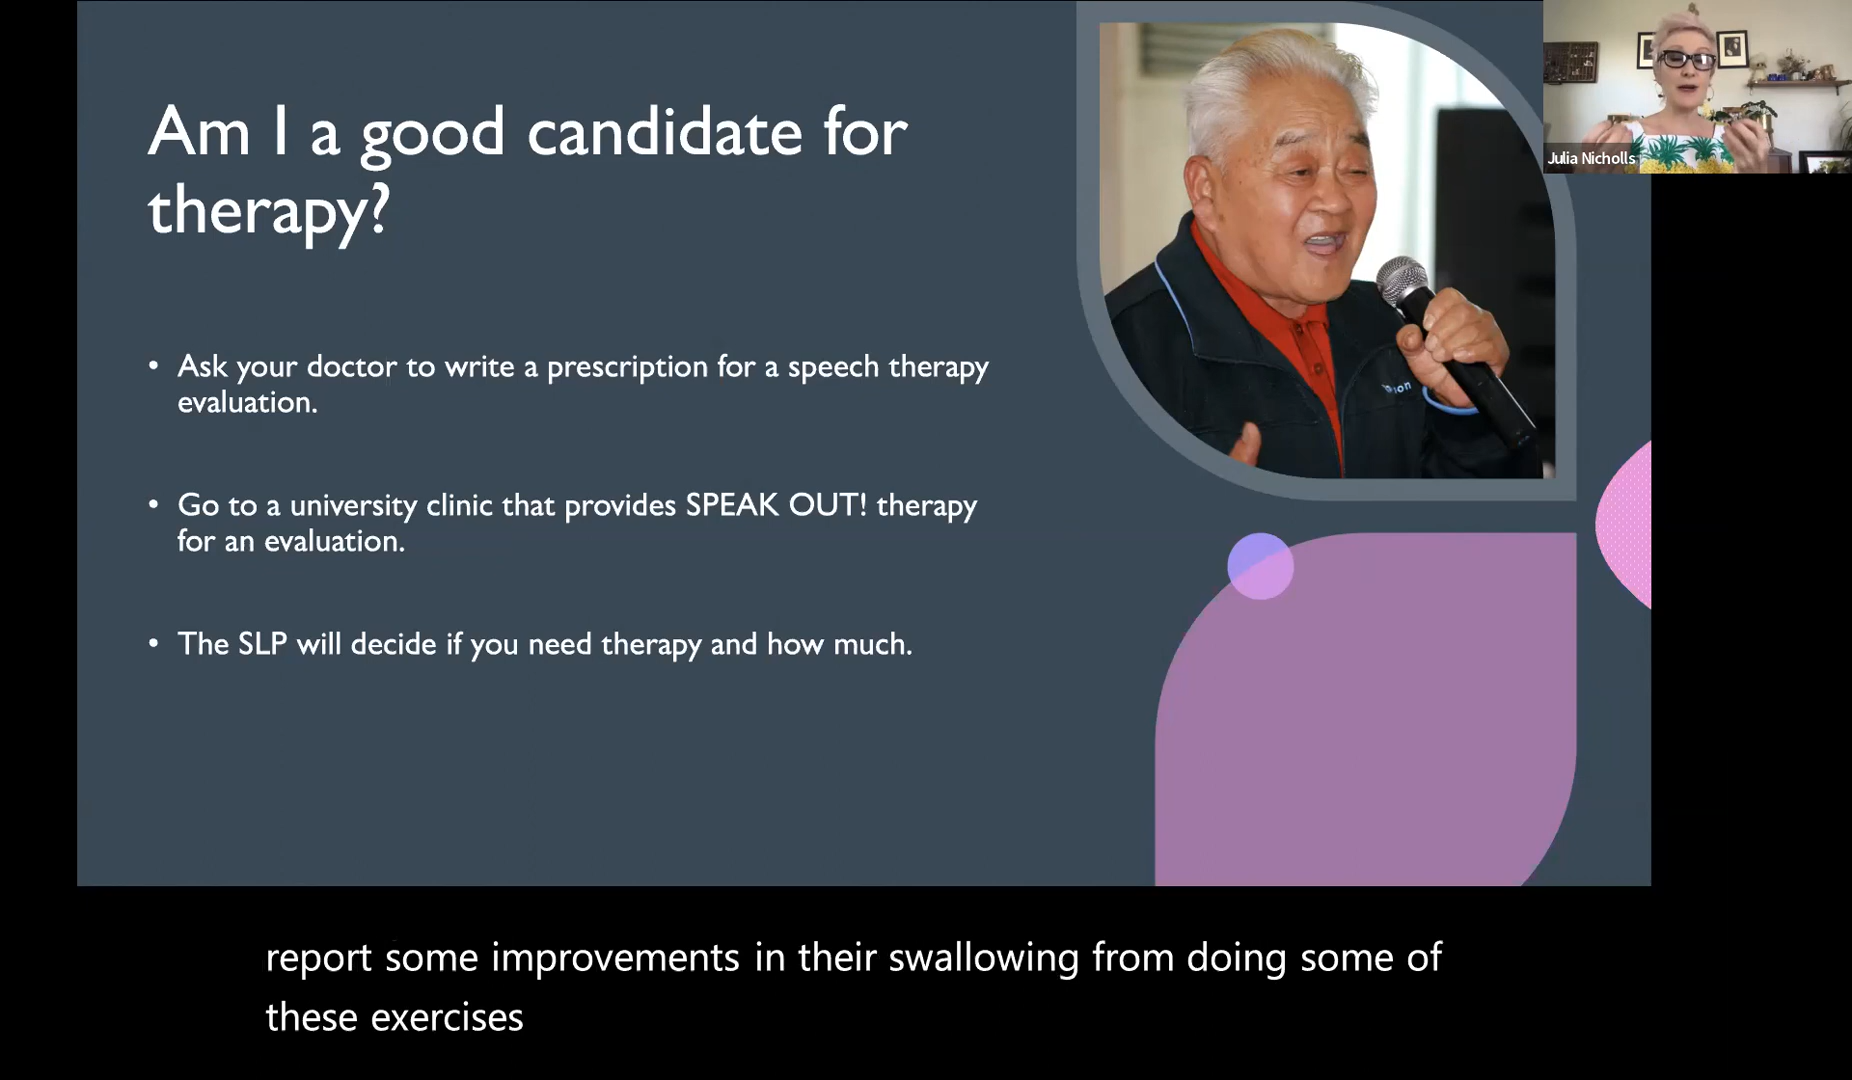 Am I a good candidate for
therapy?
• Ask your doctor to write a prescription for a speech therapy
evaluation.
• Go to a university clinic that provides SPEAK OUT! therapy
for an evaluation.
• The SLP will decide if you need therapy and how much.
Julia Nicholls
report some improvements in their swallowing from doing some of
these exercises